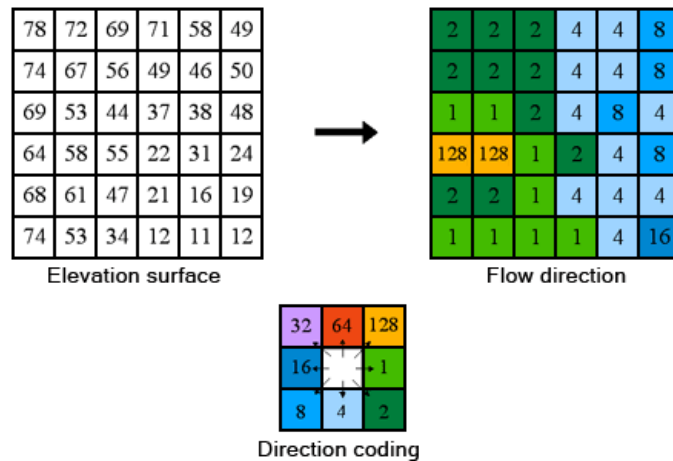 78 72 69 71 58 49
74 67 56 49 46 50
69 53 44 37 38 48
64 58 55 22 31 24
68 61 47 21 16 19
74 53 34 12 11 12
Elevation surface
2 2 2 4 4 8
2 2 2 4 4 8
1 1 2 4 8 4
128 128 1 2 4 8
2 2 1 4 4 4
1 1 1 1 4 16
Flow direction
32 64 128
16 1
8 4 2
Direction coding